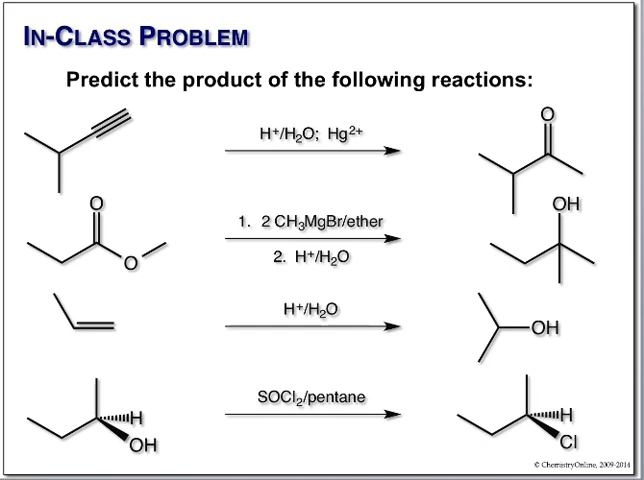 IN-CLASS PROBLEM
Predict the product of the following reactions:
H⁺/H₂O; Hg²⁺
O
O
O
1. 2 CH₃MgBr/ether
2. H⁺/H₂O
OH
H⁺/H₂O
OH
H
OH
SOCl₂/pentane
H
Cl
© ChemistryOnline, 2009-2014